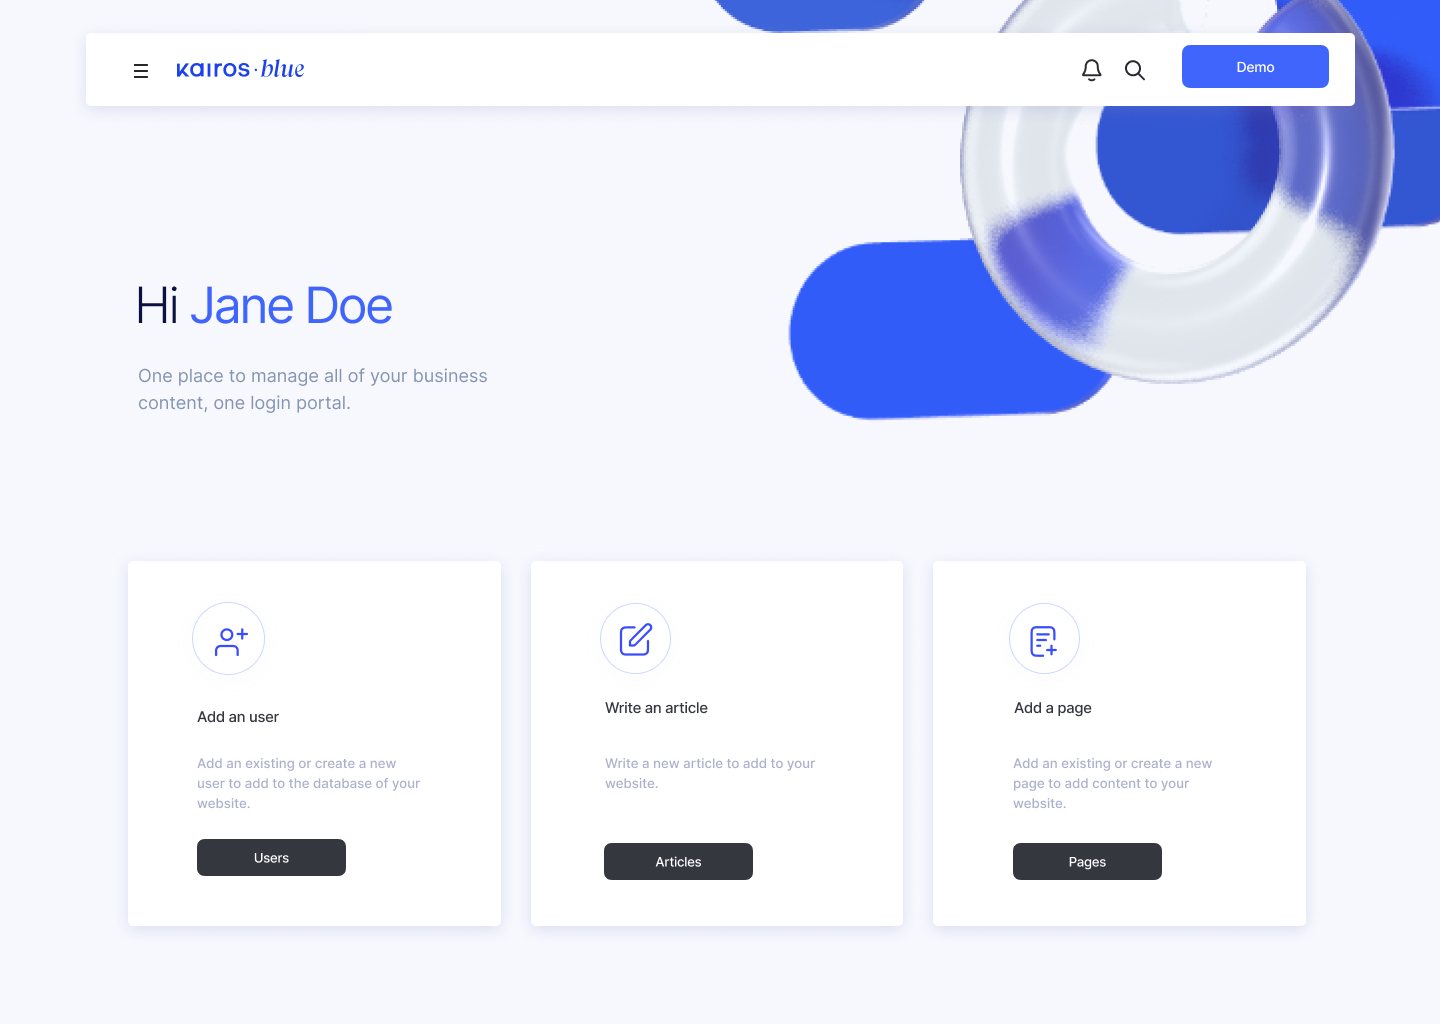 kairos·blue
Demo
Hi Jane Doe
One place to manage all of your business
content, one login portal.
Add an user
Add an existing or create a new
user to add to the database of your
website.
Users
Write an article
Write a new article to add to your
website.
Articles
Add a page
Add an existing or create a new
page to add content to your
website.
Pages